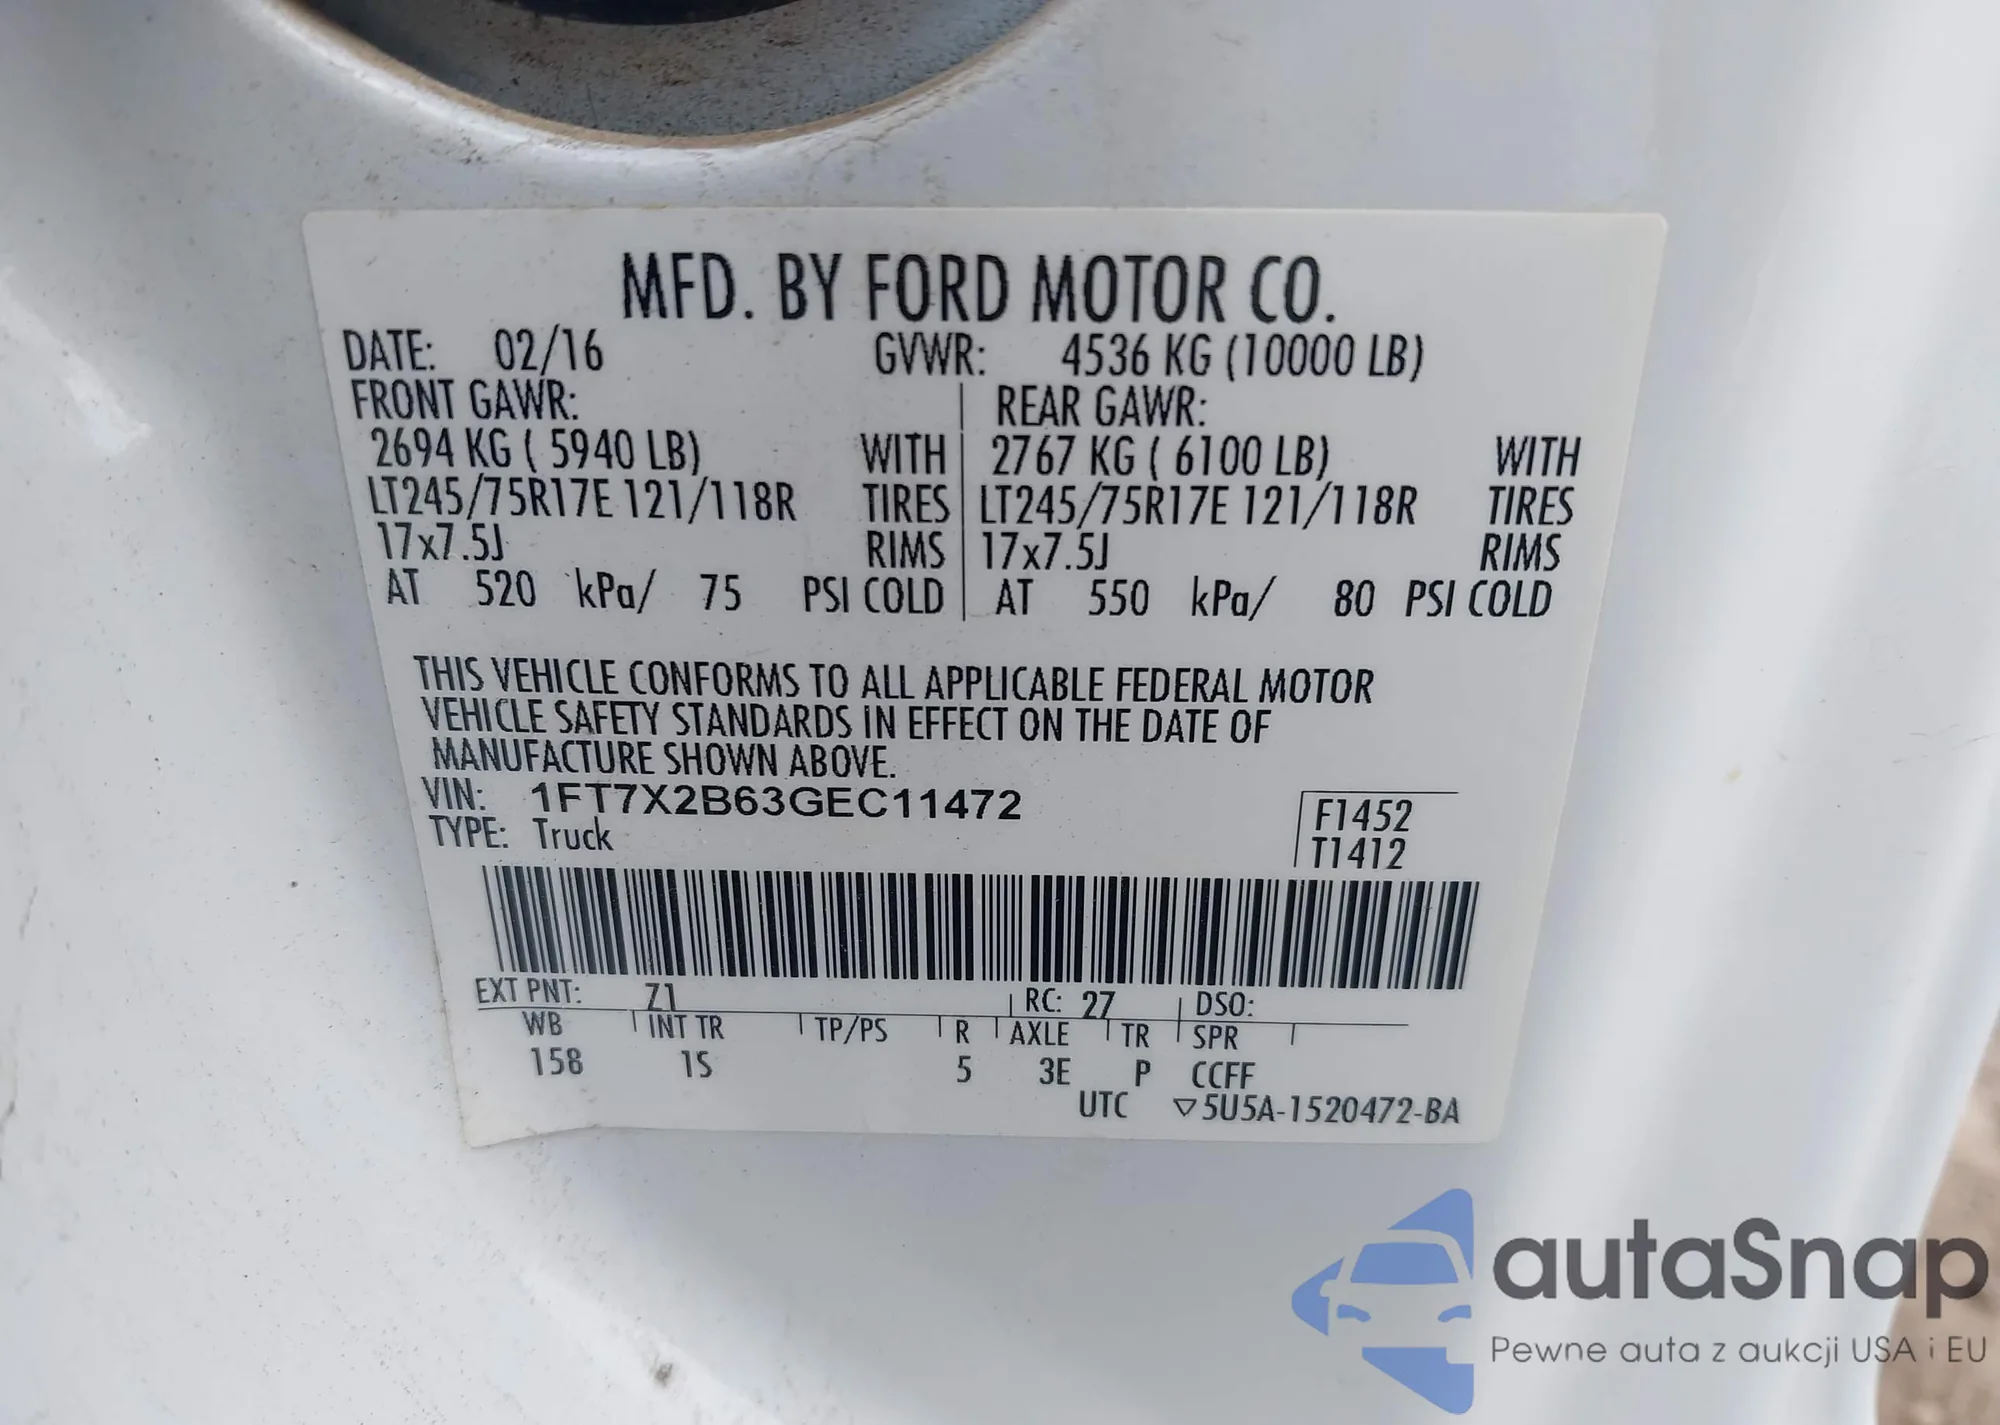 MFD. BY FORD MOTOR CO.
DATE: 02/16 GVWR: 4536 KG (10000 LB)
FRONT GAWR: REAR GAWR:
2694 KG ( 5940 LB) WITH 2767 KG ( 6100 LB) WITH
LT245/75R17E 121/118R TIRES LT245/75R17E 121/118R TIRES
17x7.5J RIMS 17x7.5J RIMS
AT 520 kPa/ 75 PSI COLD AT 550 kPa/ 80 PSI COLD
THIS VEHICLE CONFORMS TO ALL APPLICABLE FEDERAL MOTOR
VEHICLE SAFETY STANDARDS IN EFFECT ON THE DATE OF
MANUFACTURE SHOWN ABOVE.
VIN: 1FT7X2B63GEC11472 F1452
TYPE: Truck T1412
EXT PNT: Z1 RC: 27 DSO:
WB INT TR TP/PS R AXLE TR SPR
158 1S 5 3E P CCFF
UTC ▽5U5A-1520472-BA
autaSnap
Pewne auta z aukcji USA i EU